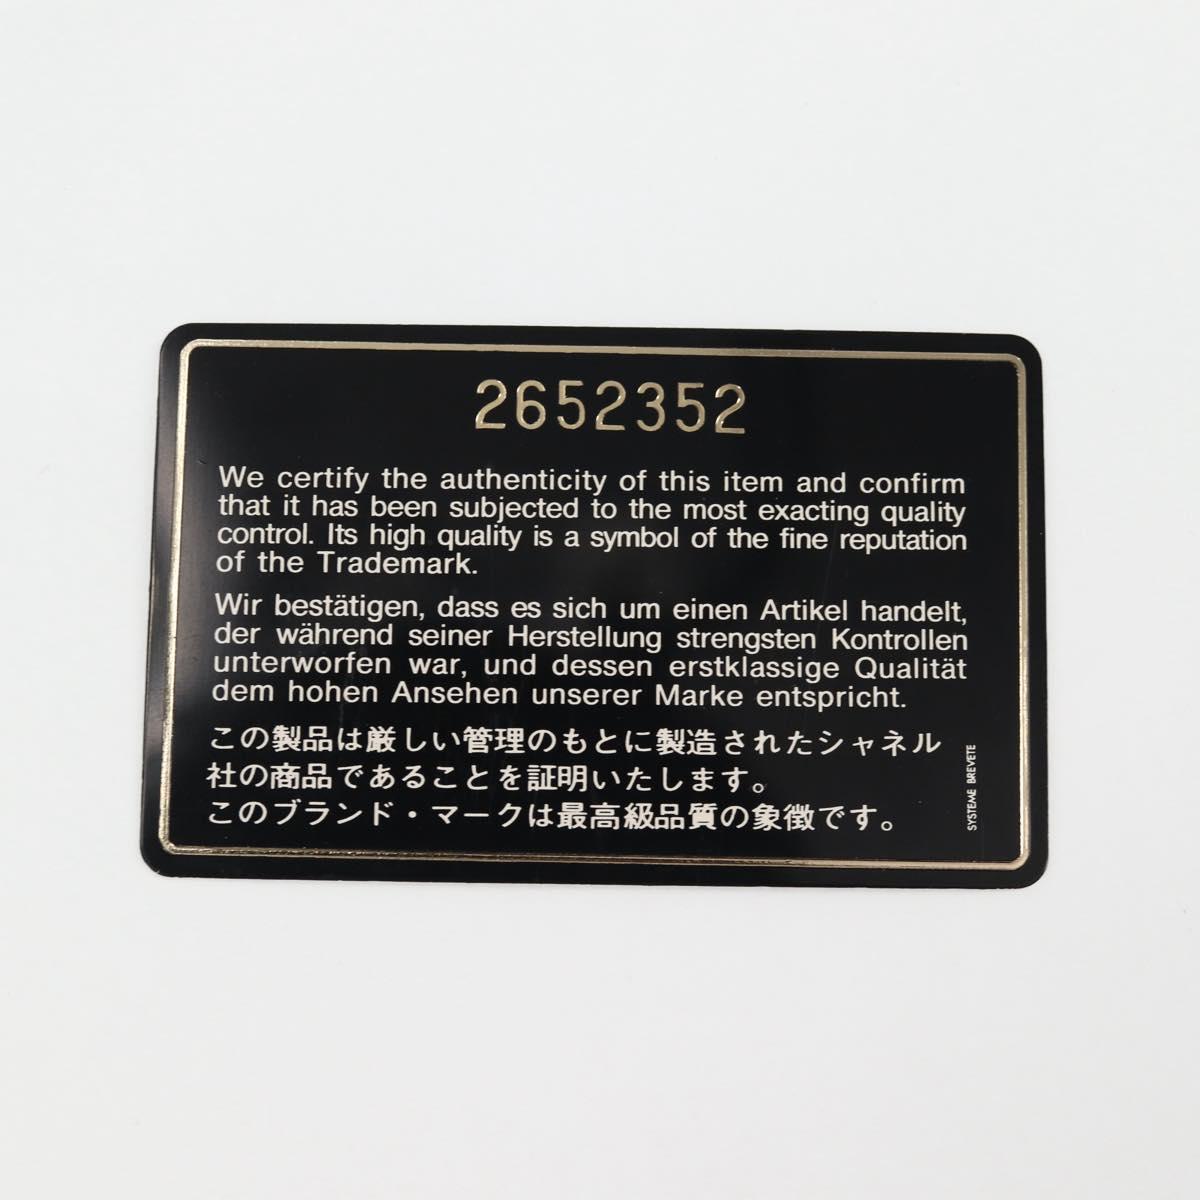 2652352
We certify the authenticity of this item and confirm
that it has been subjected to the most exacting quality
control. Its high quality is a symbol of the fine reputation
of the Trademark.
Wir bestätigen, dass es sich um einen Artikel handelt,
der während seiner Herstellung strengsten Kontrollen
unterworfen war, und dessen erstklassige Qualität
dem hohen Ansehen unserer Marke entspricht.
この製品は厳しい管理のもとに製造されたシャネル
社の商品であることを証明いたします。
このブランド・マークは最高級品質の象徴です。
SYSTEME BREVETE